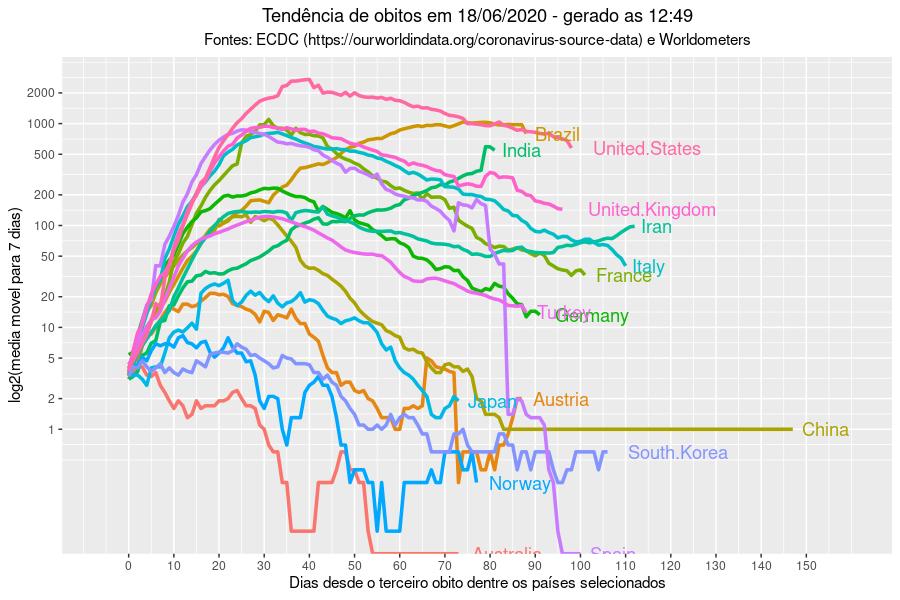 Tendência de obitos em 18/06/2020 - gerado as 12:49
Fontes: ECDC (https://ourworldindata.org/coronavirus-source-data) e Worldometers
log2(media movel para 7 dias)
2000
1000
500
200
100
50
20
10
5
2
1
Brazil
India
United.States
United.Kingdom
Iran
Italy
France
Turkey
Germany
Japan
Austria
China
South.Korea
Norway
Australia
Spain
0 10 20 30 40 50 60 70 80 90 100 110 120 130 140 150
Dias desde o terceiro obito dentre os países selecionados